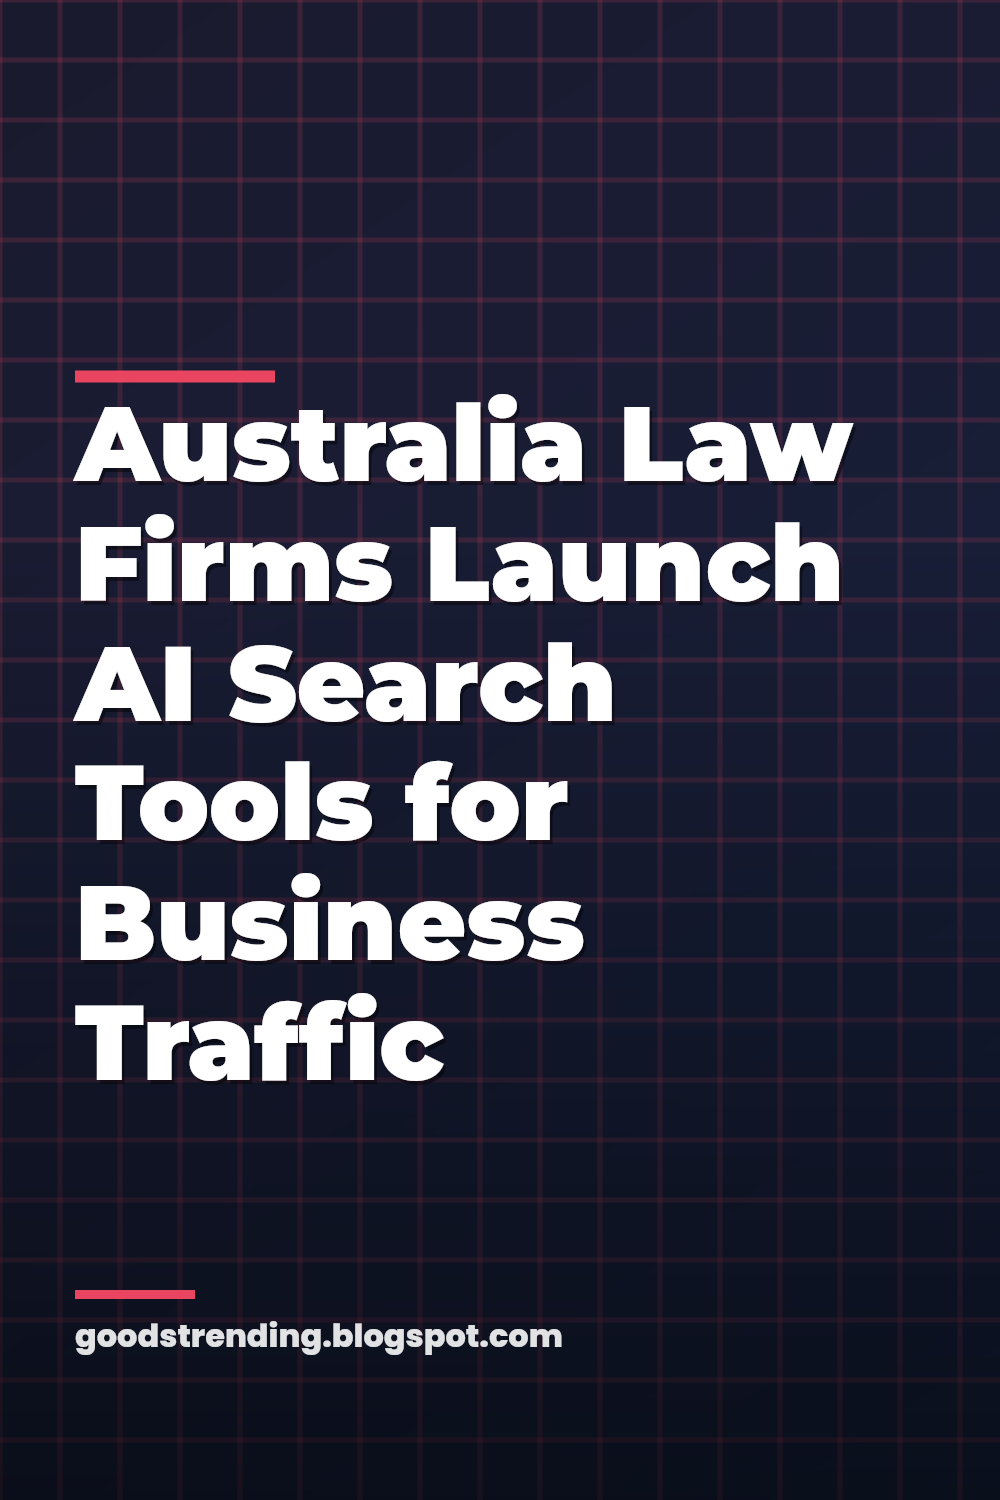 Australia Law
Firms Launch
AI Search
Tools for
Business
Traffic
goodstrending.blogspot.com